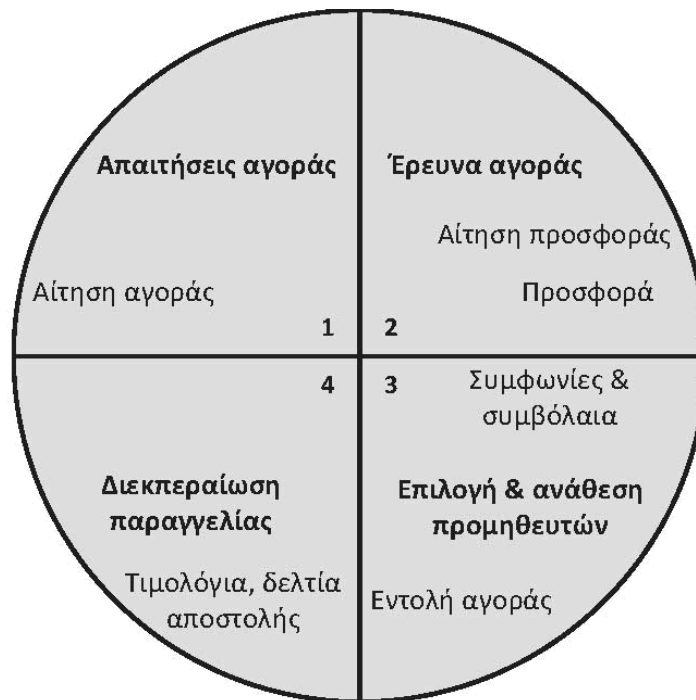 Απαιτήσεις αγοράς
Αίτηση αγοράς
1
Έρευνα αγοράς
Αίτηση προσφοράς
Προσφορά
2
3
Συμφωνίες &
συμβόλαια
Επιλογή & ανάθεση
προμηθευτών
Εντολή αγοράς
4
Διεκπεραίωση
παραγγελίας
Τιμολόγια, δελτία
αποστολής